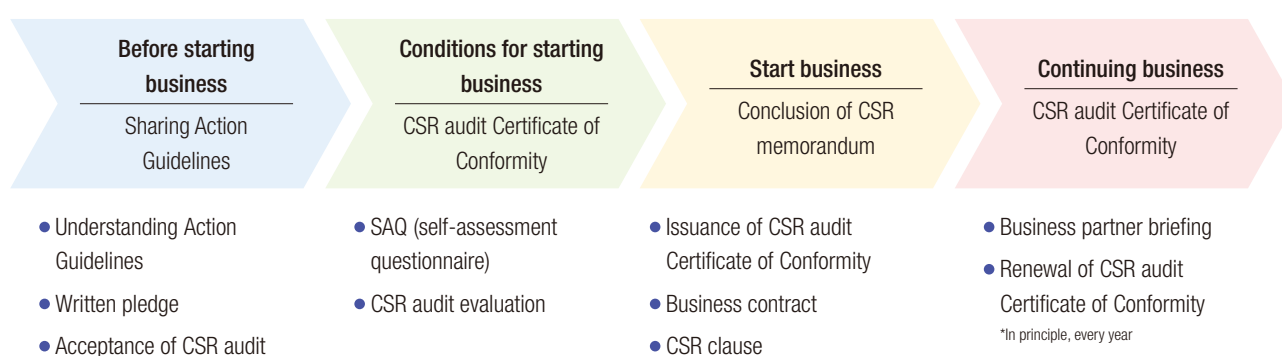 Before starting
business
Sharing Action
Guidelines
• Understanding Action
Guidelines
• Written pledge
• Acceptance of CSR audit
Conditions for starting
business
CSR audit Certificate of
Conformity
• SAQ (self-assessment
questionnaire)
• CSR audit evaluation
Start business
Conclusion of CSR
memorandum
• Issuance of CSR audit
Certificate of Conformity
• Business contract
• CSR clause
Continuing business
CSR audit Certificate of
Conformity
• Business partner briefing
• Renewal of CSR audit
Certificate of Conformity
*In principle, every year